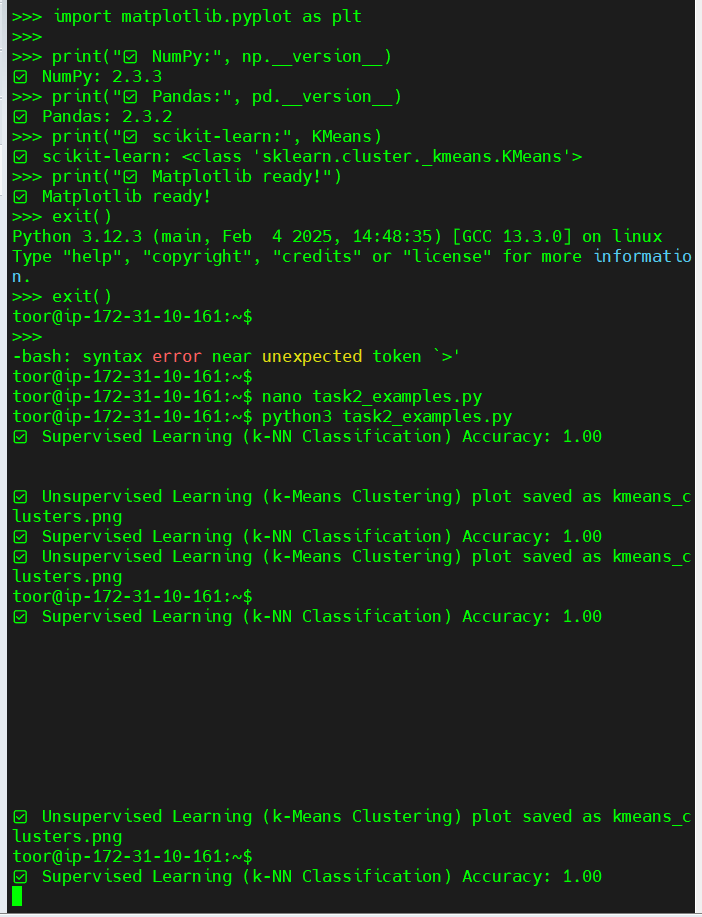 >>> import matplotlib.pyplot as plt
>>>
>>> print("☑ NumPy:", np.__version__)
☑ NumPy: 2.3.3
>>> print("☑ Pandas:", pd.__version__)
☑ Pandas: 2.3.2
>>> print("☑ scikit-learn:", KMeans)
☑ scikit-learn: <class 'sklearn.cluster._kmeans.KMeans'>
>>> print("☑ Matplotlib ready!")
☑ Matplotlib ready!
>>> exit()
Python 3.12.3 (main, Feb  4 2025, 14:48:35) [GCC 13.3.0] on linux
Type "help", "copyright", "credits" or "license" for more informatio
n.
>>> exit()
toor@ip-172-31-10-161:~$
>>>
-bash: syntax error near unexpected token `>'
toor@ip-172-31-10-161:~$
toor@ip-172-31-10-161:~$ nano task2_examples.py
toor@ip-172-31-10-161:~$ python3 task2_examples.py
☑ Supervised Learning (k-NN Classification) Accuracy: 1.00
☑ Unsupervised Learning (k-Means Clustering) plot saved as kmeans_c
lusters.png
☑ Supervised Learning (k-NN Classification) Accuracy: 1.00
☑ Unsupervised Learning (k-Means Clustering) plot saved as kmeans_c
lusters.png
toor@ip-172-31-10-161:~$
☑ Supervised Learning (k-NN Classification) Accuracy: 1.00
☑ Unsupervised Learning (k-Means Clustering) plot saved as kmeans_c
lusters.png
toor@ip-172-31-10-161:~$
☑ Supervised Learning (k-NN Classification) Accuracy: 1.00